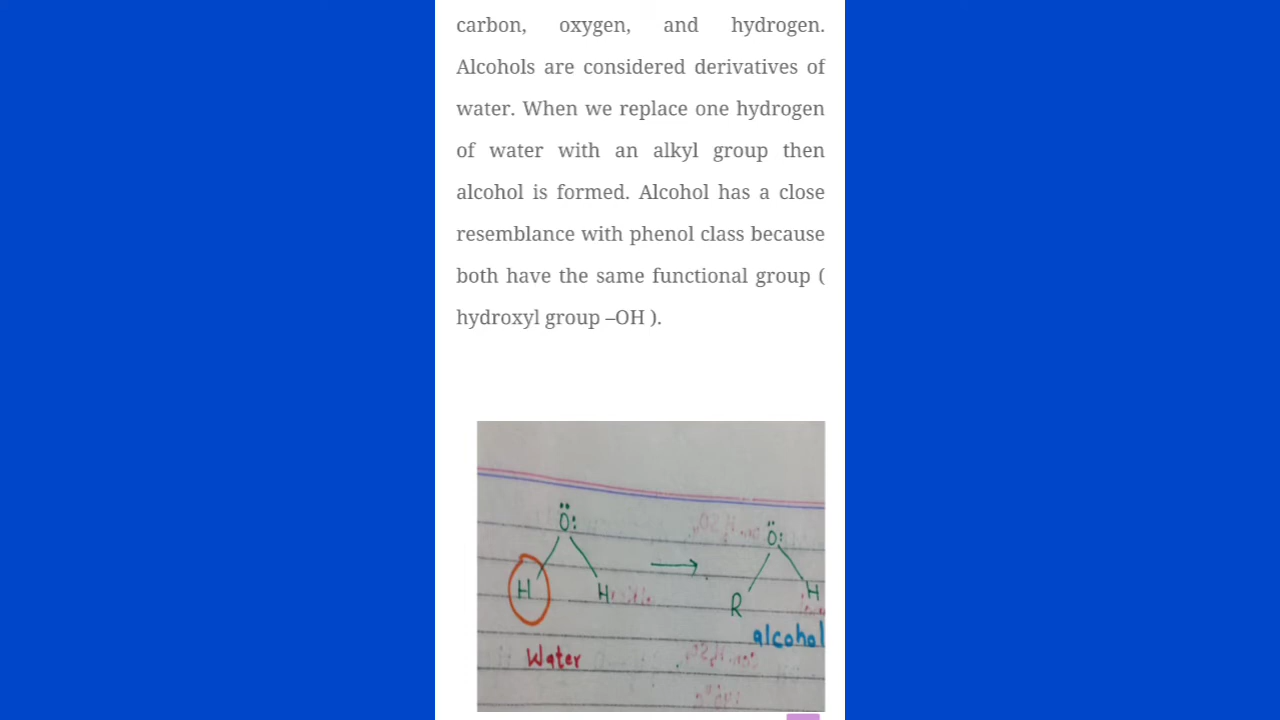 carbon, oxygen, and hydrogen.
Alcohols are considered derivatives of
water. When we replace one hydrogen
of water with an alkyl group then
alcohol is formed. Alcohol has a close
resemblance with phenol class because
both have the same functional group (
hydroxyl group –OH ).
Ö: Ö:
H H → R H
Water alcohol